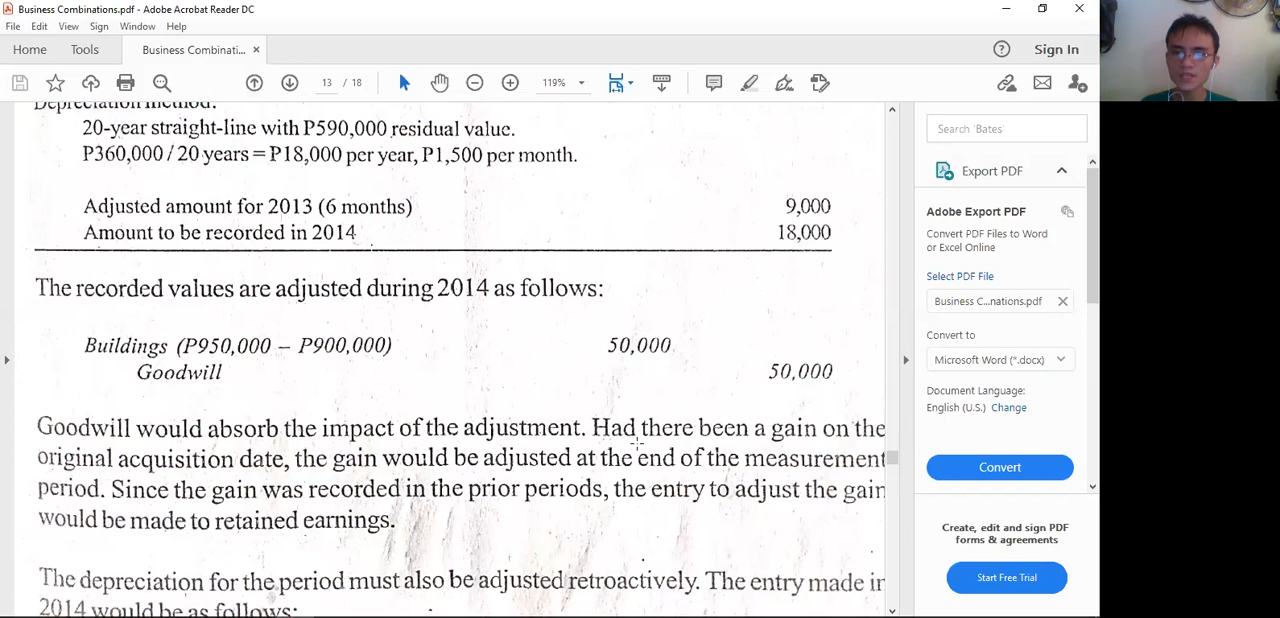 Business Combinations.pdf - Adobe Acrobat Reader DC
File Edit View Sign Window Help
Home Tools Business Combinati... × Sign In
13 / 18 119%
Depreciation method:
20-year straight-line with P590,000 residual value.
P360,000 / 20 years = P18,000 per year, P1,500 per month.
Adjusted amount for 2013 (6 months) 9,000
Amount to be recorded in 2014 18,000
The recorded values are adjusted during 2014 as follows:
Buildings (P950,000 – P900,000) 50,000
Goodwill 50,000
Goodwill would absorb the impact of the adjustment. Had there been a gain on the
original acquisition date, the gain would be adjusted at the end of the measurement
period. Since the gain was recorded in the prior periods, the entry to adjust the gain
would be made to retained earnings.
The depreciation for the period must also be adjusted retroactively. The entry made in
2014 would be as follows:
Search 'Bates'
Export PDF
Adobe Export PDF
Convert PDF Files to Word
or Excel Online
Select PDF File
Business C...nations.pdf
Convert to
Microsoft Word (*.docx)
Document Language:
English (U.S.) Change
Convert
Create, edit and sign PDF
forms & agreements
Start Free Trial